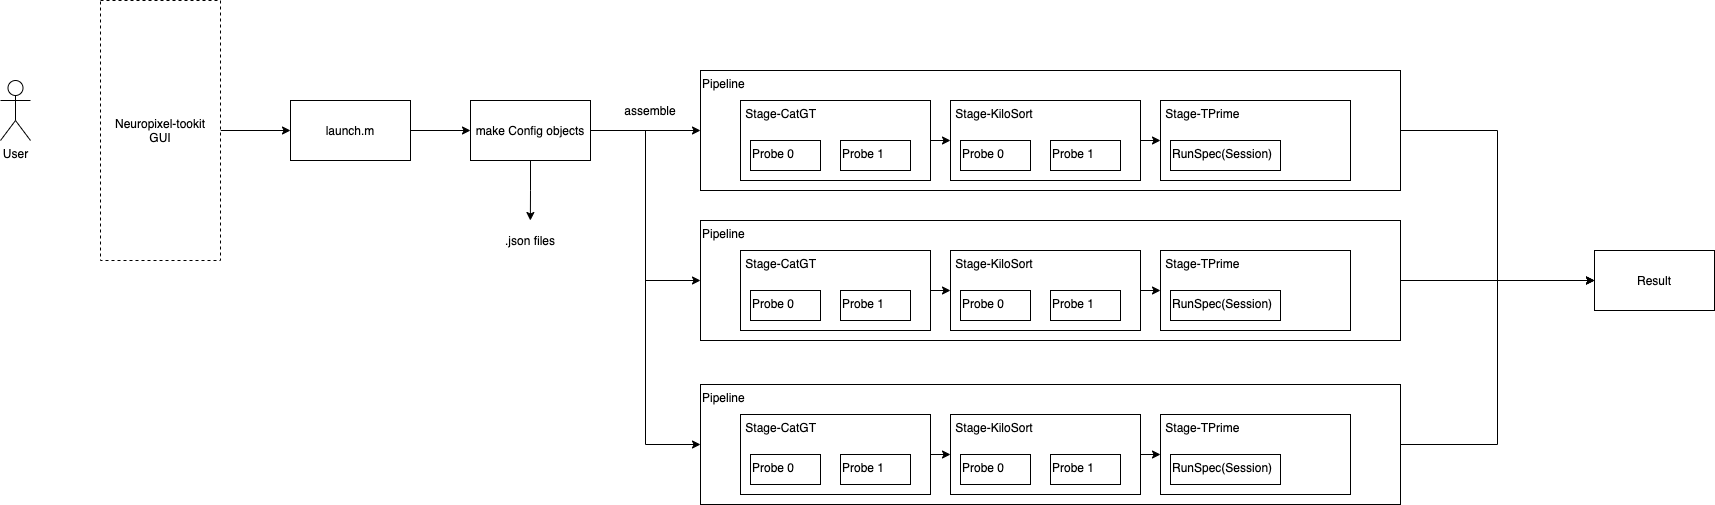 User
Neuropixel-tookit
GUI
launch.m
make Config objects
.json files
assemble
Pipeline
Stage-CatGT
Probe 0
Probe 1
Stage-KiloSort
Probe 0
Probe 1
Stage-TPrime
RunSpec(Session)
Pipeline
Stage-CatGT
Probe 0
Probe 1
Stage-KiloSort
Probe 0
Probe 1
Stage-TPrime
RunSpec(Session)
Pipeline
Stage-CatGT
Probe 0
Probe 1
Stage-KiloSort
Probe 0
Probe 1
Stage-TPrime
RunSpec(Session)
Result